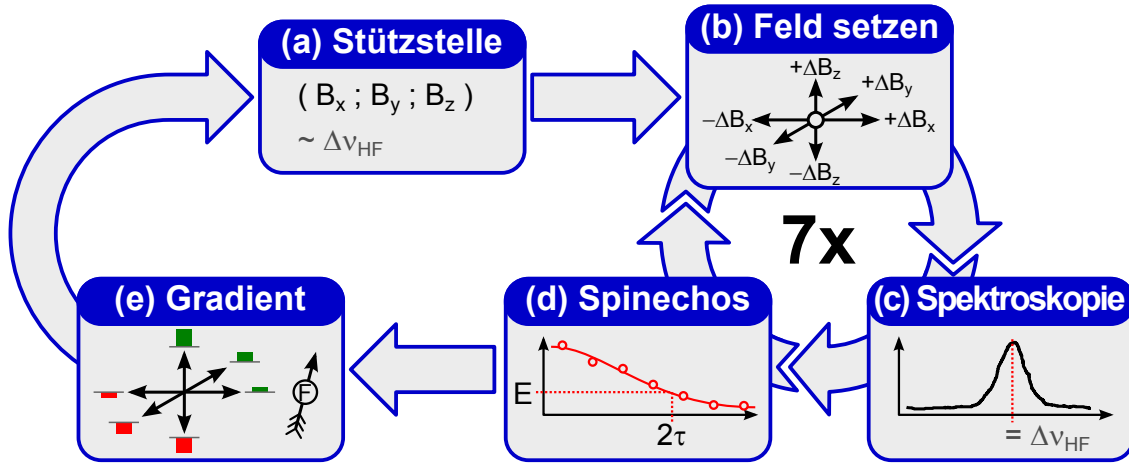 (a) Stützstelle
( Bx ; By ; Bz )
~ ΔνHF
(b) Feld setzen
+ΔBz
+ΔBy
−ΔBx
+ΔBx
−ΔBy
−ΔBz
7x
(c) Spektroskopie
= ΔνHF
(d) Spinechos
E
2τ
(e) Gradient
F